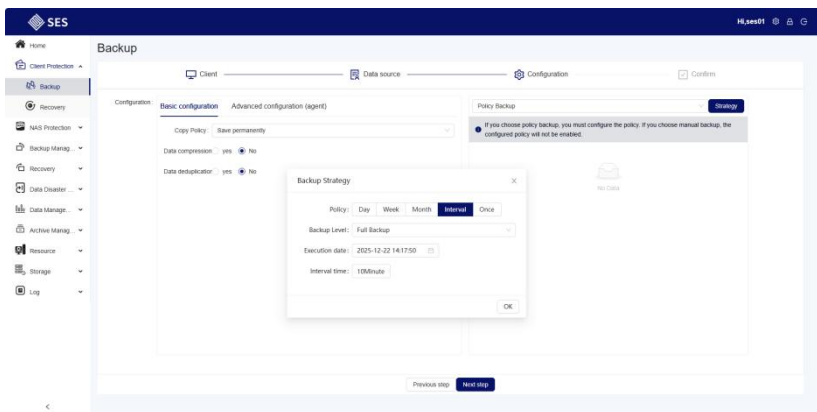 SES
Hi,ses01
Home
Client Protection
Backup
Recovery
NAS Protection
Backup Manag...
Recovery
Data Disaster ...
Data Manage...
Archive Manag...
Resource
Storage
Log
Backup
Client
Data source
Configuration
Confirm
Configuration
Basic configuration
Advanced configuration (agent)
Copy Policy:
Save permanently
Data compression
yes
No
Data deduplicatior
yes
No
Policy Backup
Strategy
If you choose policy backup, you must configure the policy. If you choose manual backup, the
configured policy will not be enabled.
No Data
Backup Strategy
Policy:
Day
Week
Month
Interval
Once
Backup Level:
Full Backup
Execution date:
2025-12-22 14:17:50
Interval time:
10Minute
OK
Previous step
Next step